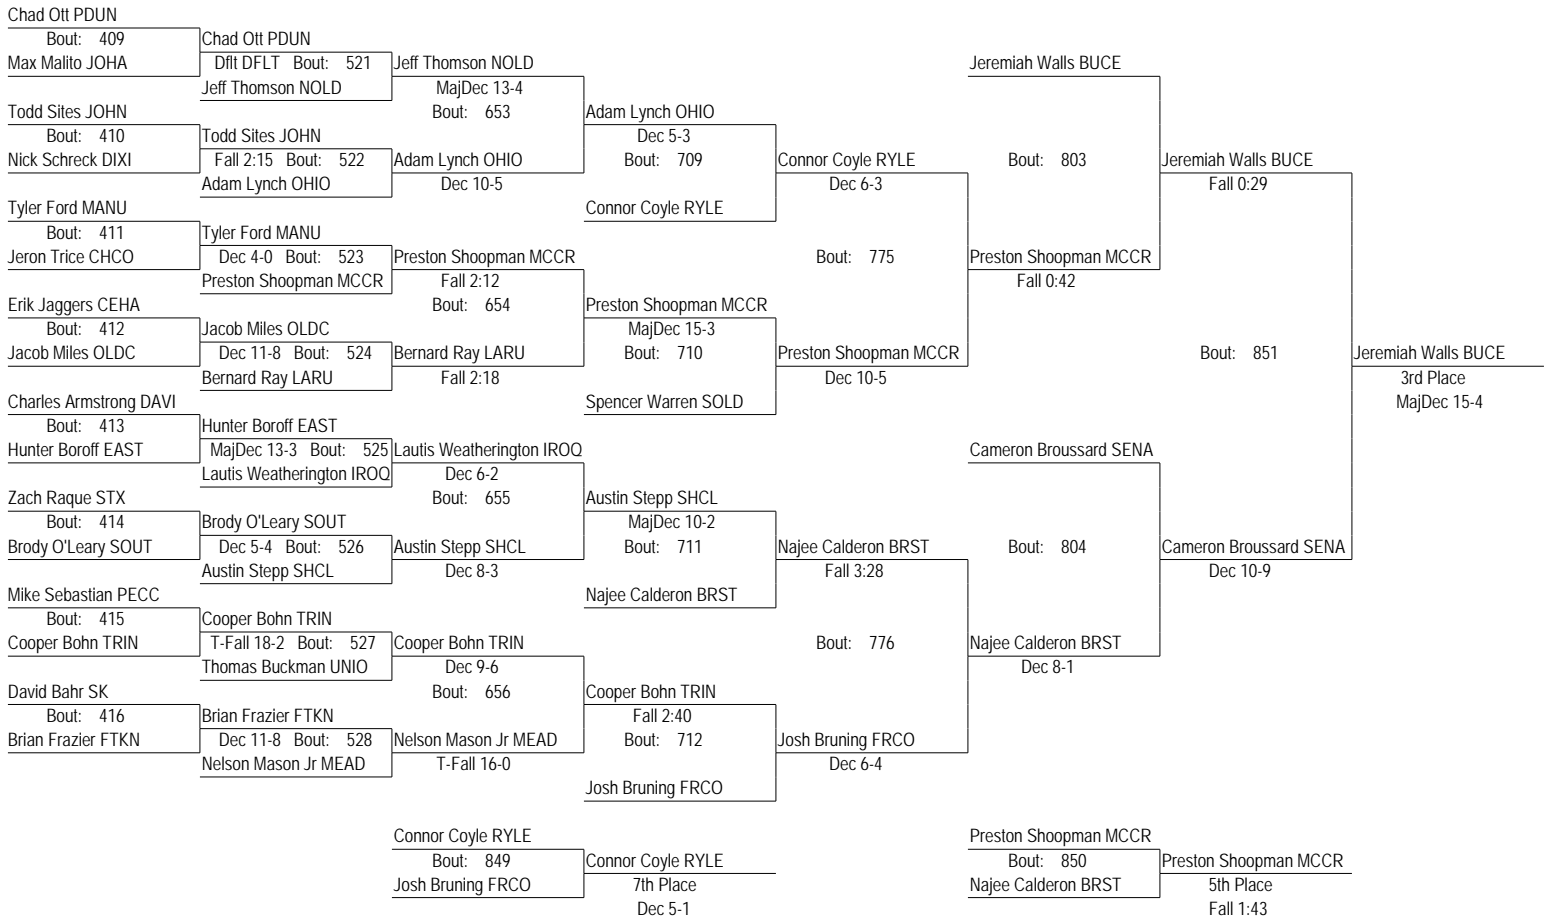 Chad Ott PDUN
Bout: 409
Chad Ott PDUN
Max Malito JOHA
Dflt DFLT Bout: 521
Jeff Thomson NOLD
Jeremiah Walls BUCE
Jeff Thomson NOLD
MajDec 13-4
Todd Sites JOHN
Bout: 653
Adam Lynch OHIO
Bout: 410
Todd Sites JOHN
Dec 5-3
Nick Schreck DIXI
Fall 2:15 Bout: 522
Adam Lynch OHIO
Bout: 709
Connor Coyle RYLE
Bout: 803
Jeremiah Walls BUCE
Adam Lynch OHIO
Dec 10-5
Dec 6-3
Fall 0:29
Tyler Ford MANU
Connor Coyle RYLE
Bout: 411
Tyler Ford MANU
Jeron Trice CHCO
Dec 4-0 Bout: 523
Preston Shoopman MCCR
Bout: 775
Preston Shoopman MCCR
Preston Shoopman MCCR
Fall 2:12
Fall 0:42
Erik Jaggers CEHA
Bout: 654
Preston Shoopman MCCR
Bout: 412
Jacob Miles OLDC
MajDec 15-3
Jacob Miles OLDC
Dec 11-8 Bout: 524
Bernard Ray LARU
Bout: 710
Preston Shoopman MCCR
Bout: 851
Jeremiah Walls BUCE
Bernard Ray LARU
Fall 2:18
Dec 10-5
3rd Place
Charles Armstrong DAVI
Spencer Warren SOLD
MajDec 15-4
Bout: 413
Hunter Boroff EAST
Hunter Boroff EAST
MajDec 13-3 Bout: 525
Lautis Weatherington IROQ
Cameron Broussard SENA
Lautis Weatherington IROQ
Dec 6-2
Zach Raque STX
Bout: 655
Austin Stepp SHCL
Bout: 414
Brody O'Leary SOUT
MajDec 10-2
Brody O'Leary SOUT
Dec 5-4 Bout: 526
Austin Stepp SHCL
Bout: 711
Najee Calderon BRST
Bout: 804
Cameron Broussard SENA
Austin Stepp SHCL
Dec 8-3
Fall 3:28
Dec 10-9
Mike Sebastian PECC
Najee Calderon BRST
Bout: 415
Cooper Bohn TRIN
Cooper Bohn TRIN
T-Fall 18-2 Bout: 527
Cooper Bohn TRIN
Bout: 776
Najee Calderon BRST
Thomas Buckman UNIO
Dec 9-6
Dec 8-1
David Bahr SK
Bout: 656
Cooper Bohn TRIN
Bout: 416
Brian Frazier FTKN
Fall 2:40
Brian Frazier FTKN
Dec 11-8 Bout: 528
Nelson Mason Jr MEAD
Bout: 712
Josh Bruning FRCO
Nelson Mason Jr MEAD
T-Fall 16-0
Dec 6-4
Josh Bruning FRCO
Connor Coyle RYLE
Preston Shoopman MCCR
Bout: 849
Connor Coyle RYLE
Bout: 850
Preston Shoopman MCCR
Josh Bruning FRCO
7th Place
Najee Calderon BRST
5th Place
Dec 5-1
Fall 1:43